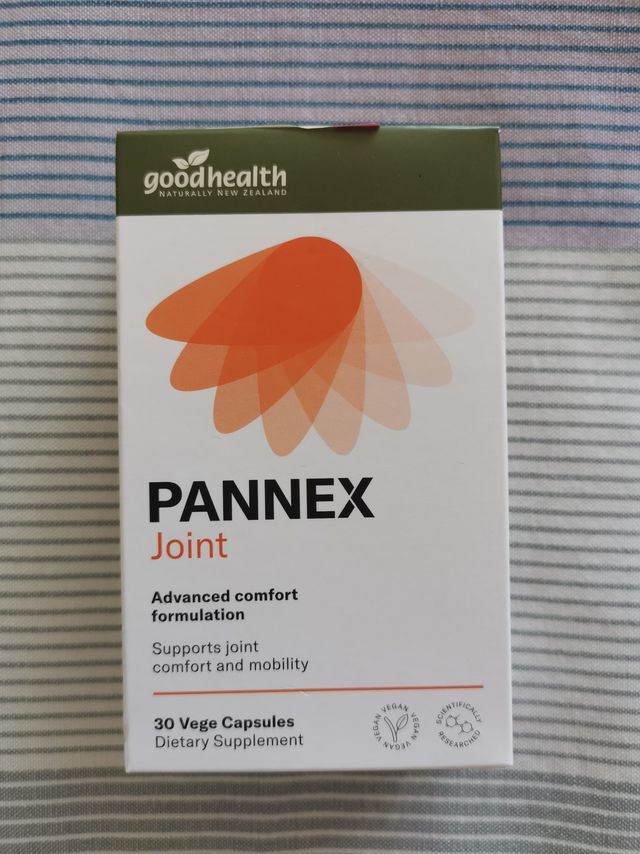 goodhealth
NATURALLY NEW ZEALAND
PANNEX
Joint
Advanced comfort
formulation
Supports joint
comfort and mobility
30 Vege Capsules
Dietary Supplement
VEGAN VEGAN VEGAN VEGAN
SCIENTIFICALLY
RESEARCHED